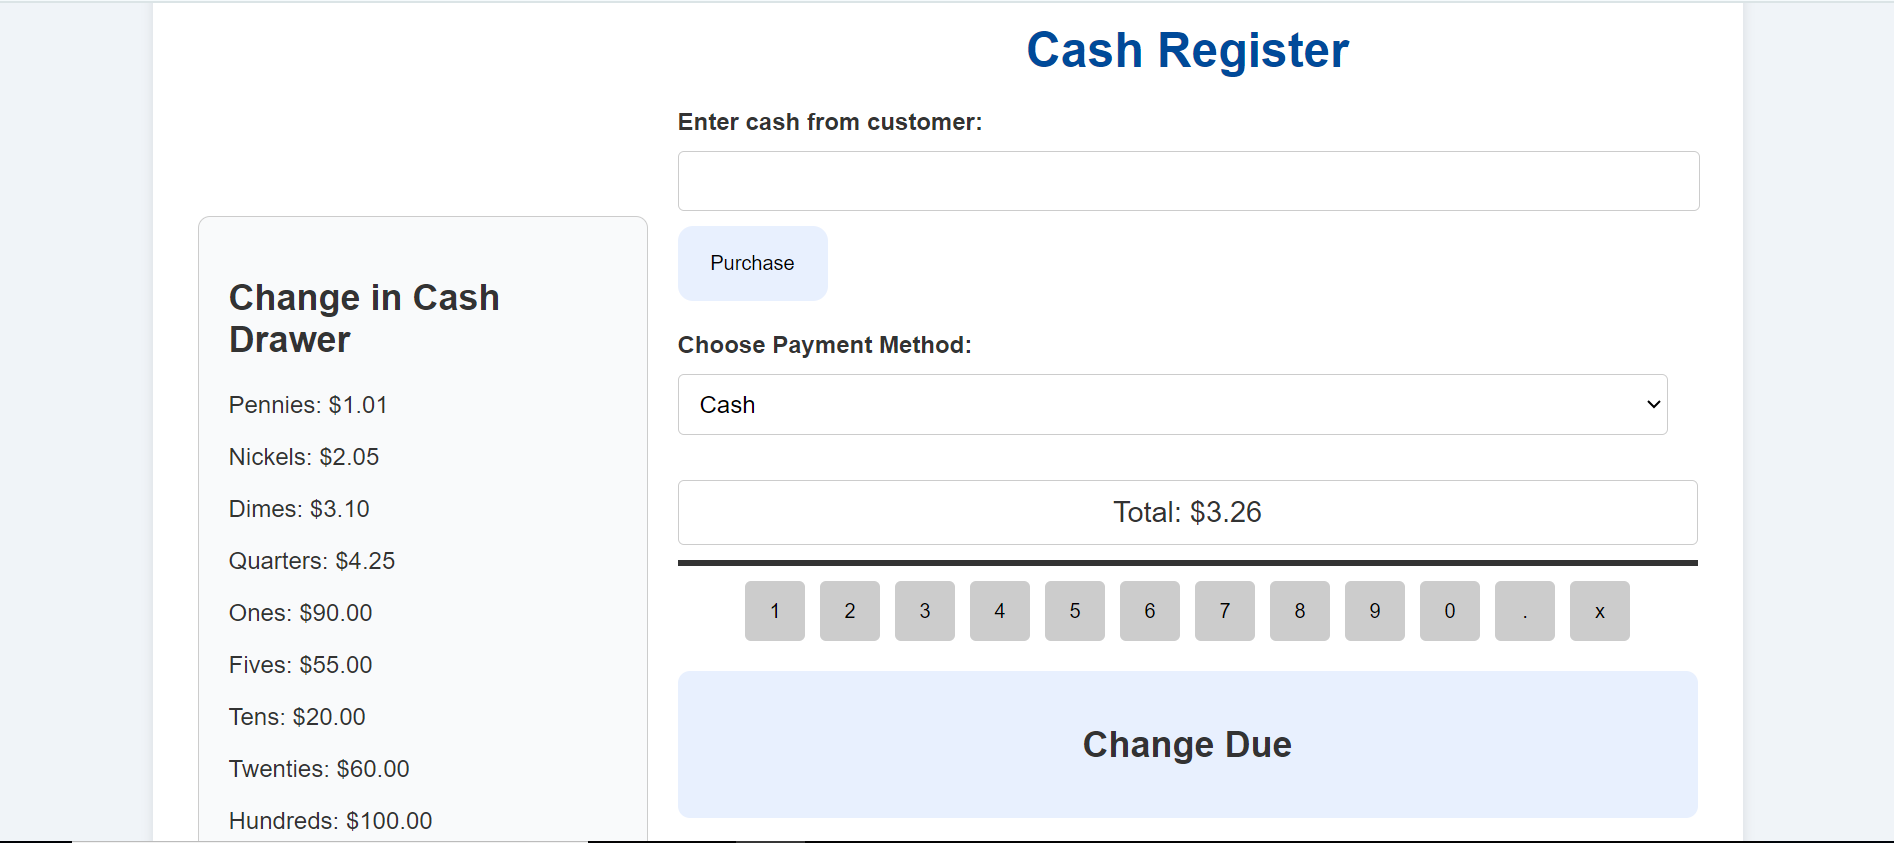 Cash Register
Enter cash from customer:
Purchase
Choose Payment Method:
Cash
Total: $3.26
1 2 3 4 5 6 7 8 9 0 . x
Change Due
Change in Cash
Drawer
Pennies: $1.01
Nickels: $2.05
Dimes: $3.10
Quarters: $4.25
Ones: $90.00
Fives: $55.00
Tens: $20.00
Twenties: $60.00
Hundreds: $100.00